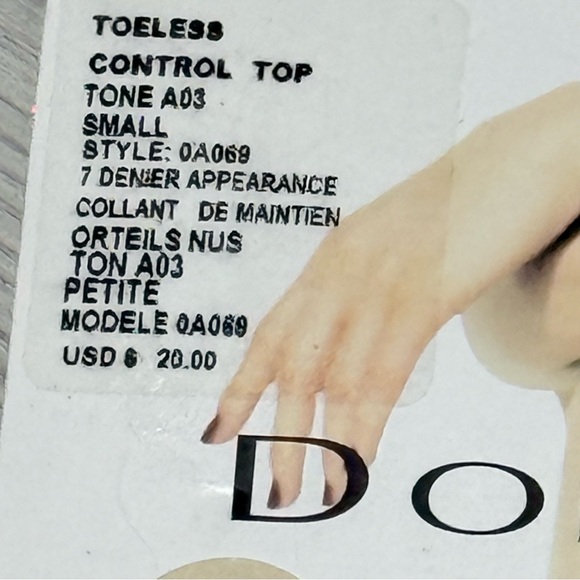 TOELESS
CONTROL TOP
TONE A03
SMALL
STYLE: 0A069
7 DENIER APPEARANCE
COLLANT DE MAINTIEN
ORTEILS NUS
TON A03
PETITE
MODELE 0A069
USD $ 20.00
DO